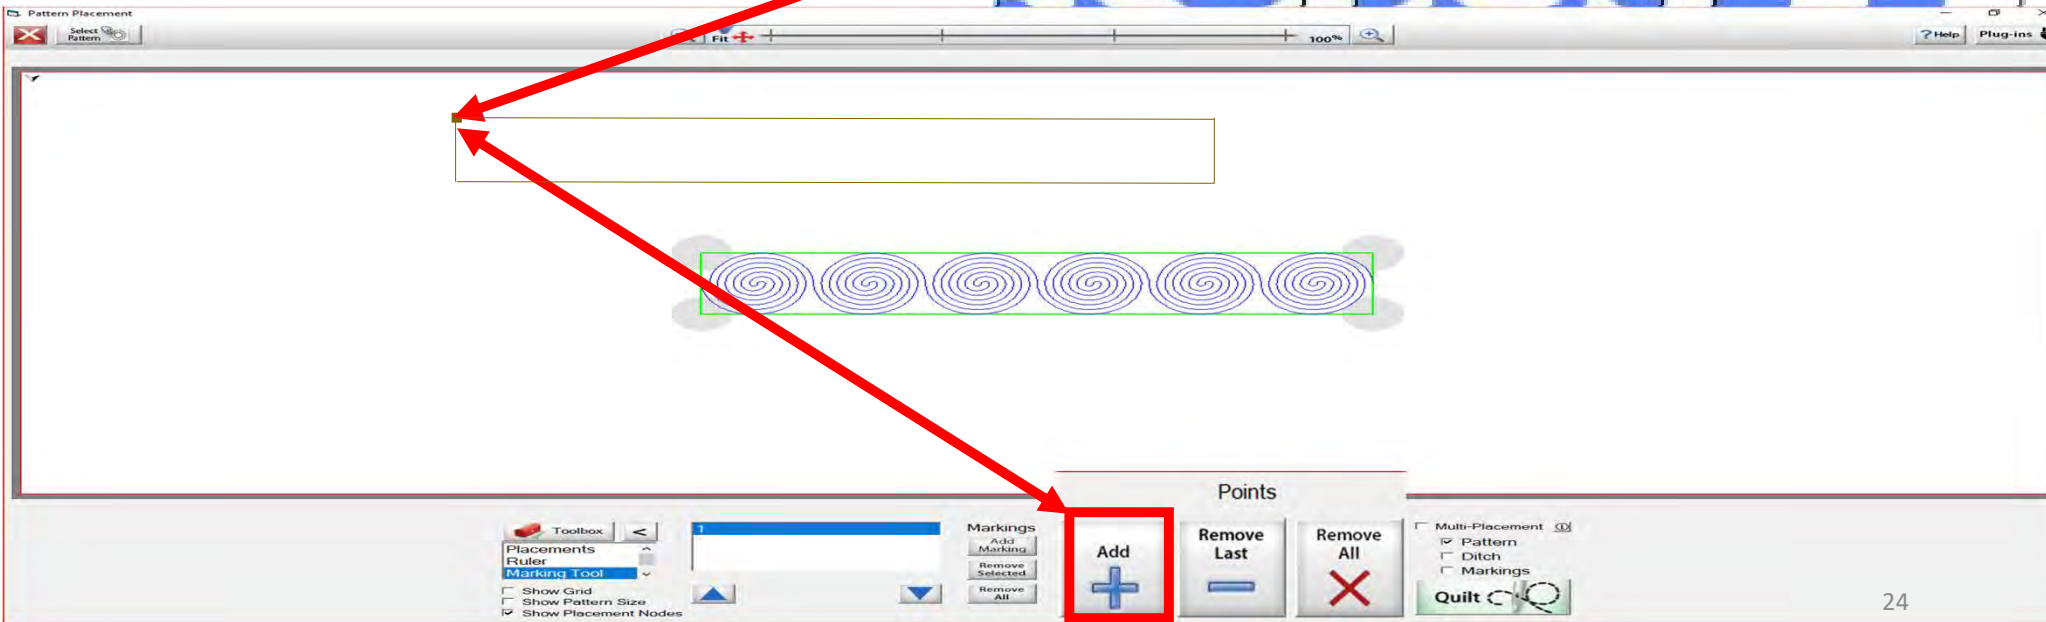 Pattern Placement
Select
Pattern
Fit
100%
? Help
Plug-ins
Points
Toolbox
<
Placements
Ruler
Marking Tool
Show Grid
Show Pattern Size
Show Placement Nodes
1
Markings
Add
Marking
Remove
Selected
Remove
All
Add
Remove
Last
Remove
All
Multi-Placement
Pattern
Ditch
Markings
Quilt
24